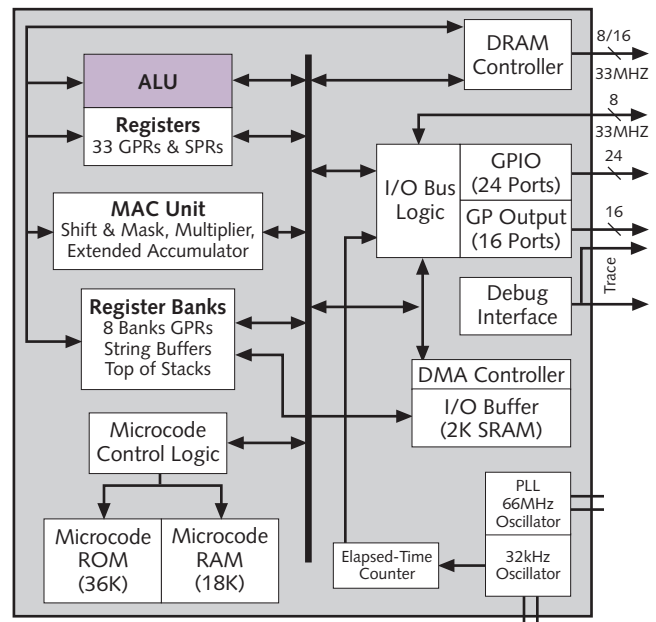 DRAM
Controller
8/16
33MHZ
ALU
Registers
33 GPRs & SPRs
8
33MHZ
I/O Bus
Logic
GPIO
(24 Ports)
24
GP Output
(16 Ports)
16
MAC Unit
Shift & Mask, Multiplier,
Extended Accumulator
Trace
Debug
Interface
Register Banks
8 Banks GPRs
String Buffers
Top of Stacks
DMA Controller
I/O Buffer
(2K SRAM)
Microcode
Control Logic
Microcode
ROM
(36K)
Microcode
RAM
(18K)
Elapsed-Time
Counter
PLL
66MHz
Oscillator
32kHz
Oscillator